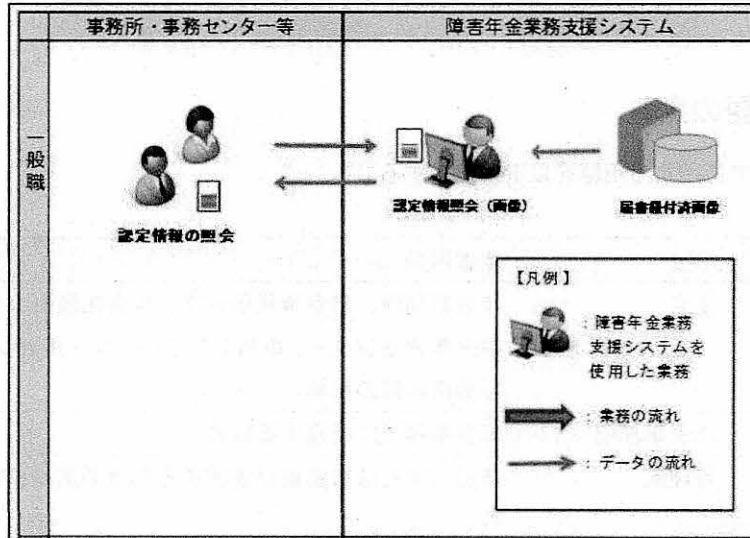 事務所・事務センター等
障害年金業務支援システム
一般職
認定情報の照会
認定情報照会（画像）
届書番付済画像
【凡例】
：障害年金業務
支援システムを
使用した業務
：業務の流れ
：データの流れ